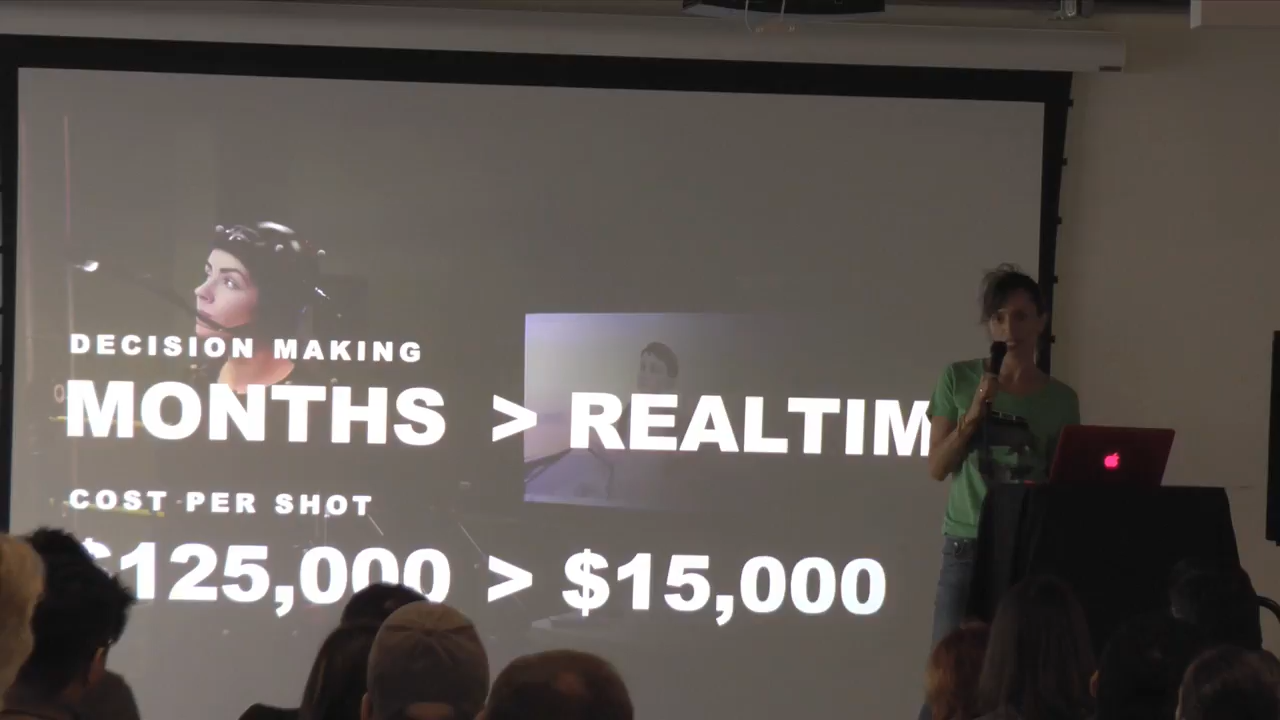 DECISION MAKING
MONTHS > REALTIM
COST PER SHOT
$125,000 > $15,000